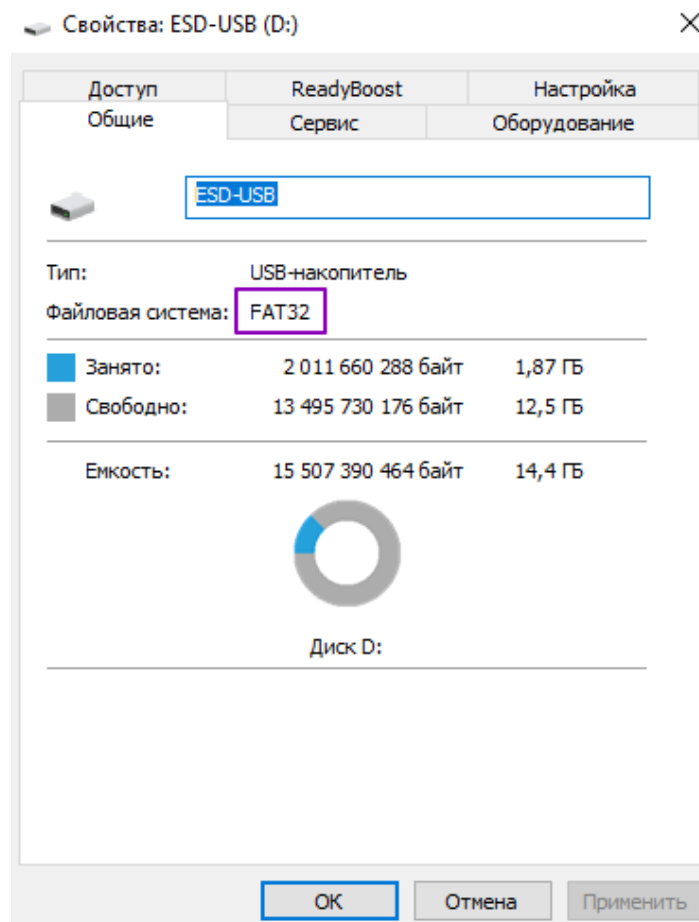 Свойства: ESD-USB (D:)
Доступ ReadyBoost Настройка
Общие Сервис Оборудование
ESD-USB
Тип: USB-накопитель
Файловая система: FAT32
Занято: 2 011 660 288 байт 1,87 ГБ
Свободно: 13 495 730 176 байт 12,5 ГБ
Емкость: 15 507 390 464 байт 14,4 ГБ
Диск D:
ОК Отмена Применить